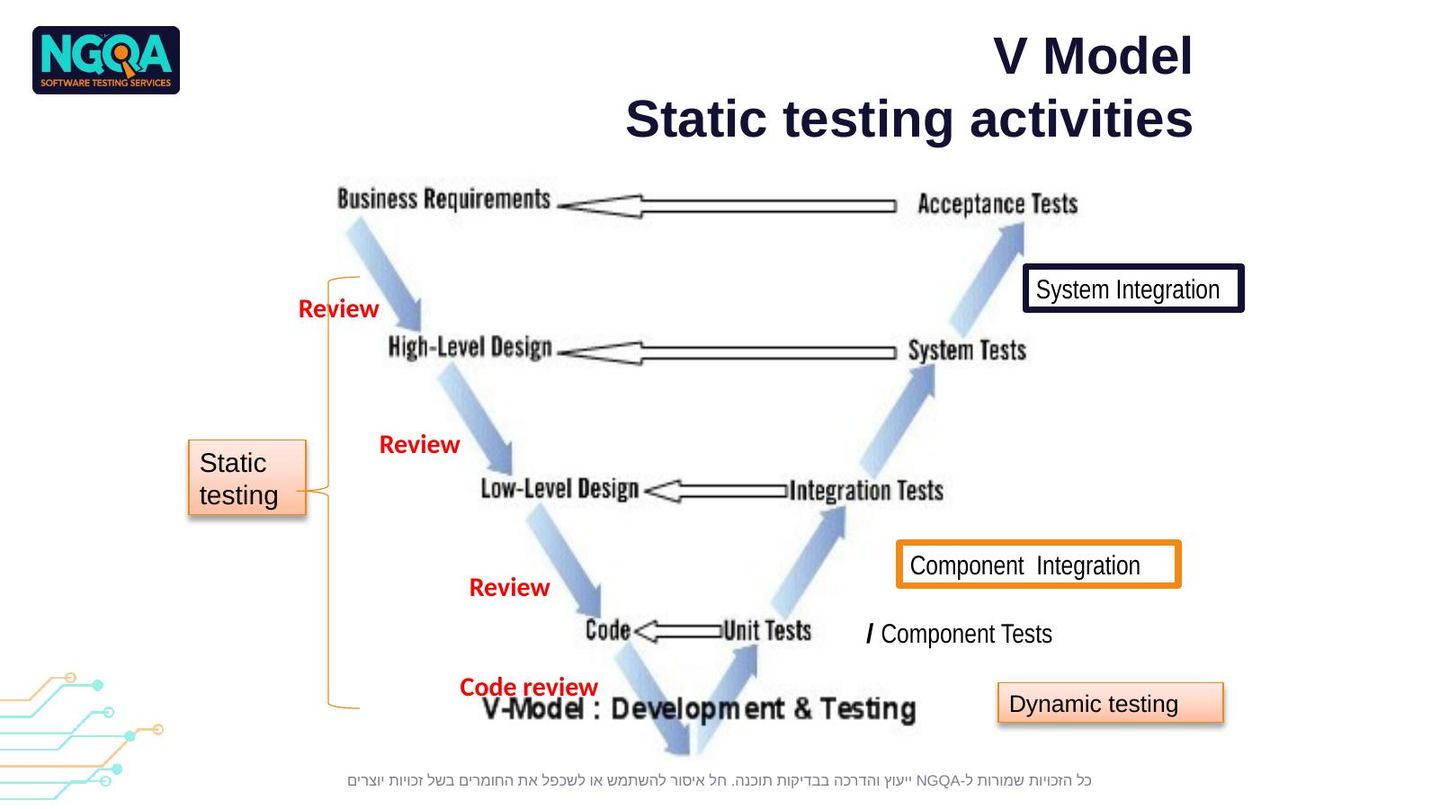 NGQA
SOFTWARE TESTING SERVICES
V Model
Static testing activities
Business Requirements
Acceptance Tests
System Integration
Review
High-Level Design
System Tests
Review
Static
testing
Low-Level Design
Integration Tests
Component  Integration
Review
Code
Unit Tests
/ Component Tests
Code review
V-Model : Development & Testing
Dynamic testing
כל הזכויות שמורות ל-NGQA ייעוץ והדרכה בבדיקות תוכנה. חל איסור להשתמש או לשכפל את החומרים בשל זכויות יוצרים